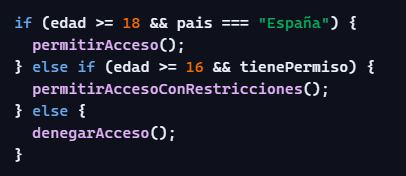 if (edad >= 18 && pais === "España") {
  permitirAcceso();
} else if (edad >= 16 && tienePermiso) {
  permitirAccesoConRestricciones();
} else {
  denegarAcceso();
}